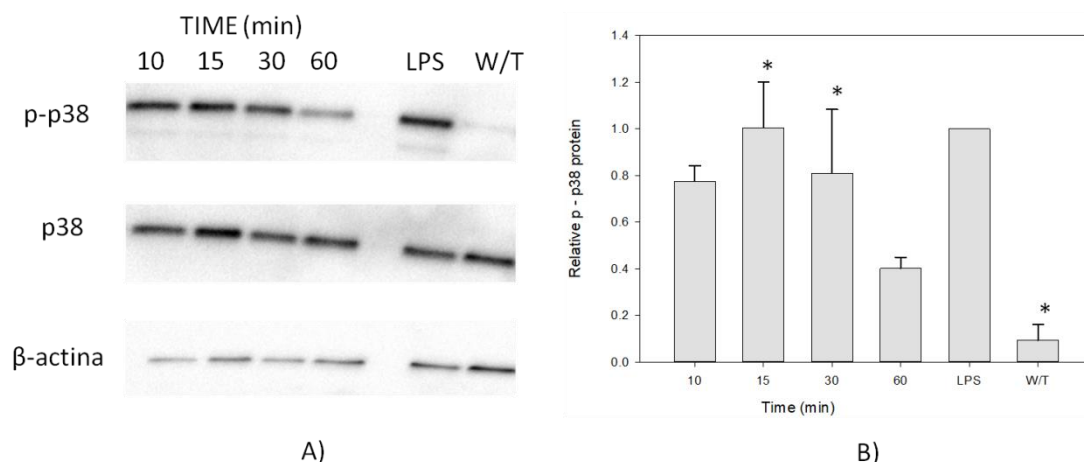 TIME (min)
10 15 30 60 LPS W/T
p-p38
p38
β-actina
A)
Relative p - p38 protein
1.4
1.2
1.0
0.8
0.6
0.4
0.2
0.0
* * *
10 15 30 60 LPS W/T
Time (min)
B)